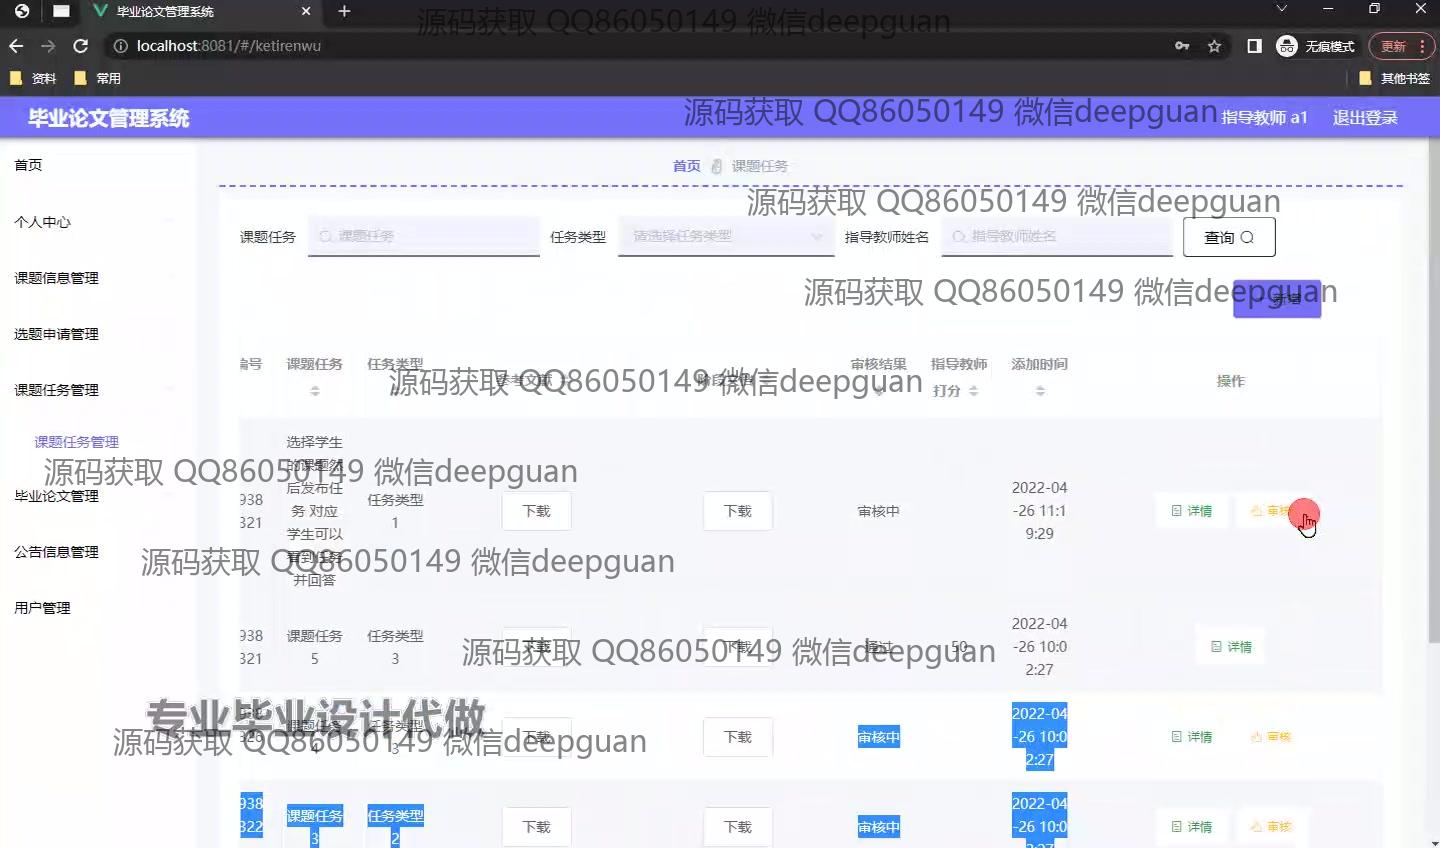 毕业论文管理系统
源码获取 QQ86050149 微信deepguan
localhost:8081/#/ketirenwu
无痕模式
更新
资料
常用
其他书签
毕业论文管理系统
源码获取 QQ86050149 微信deepguan
指导教师 a1
退出登录
首页
个人中心
课题信息管理
选题申请管理
课题任务管理
课题任务管理
毕业论文管理
公告信息管理
用户管理
首页
课题任务
源码获取 QQ86050149 微信deepguan
课题任务
课题任务
任务类型
请选择任务类型
指导教师姓名
指导教师姓名
查询
源码获取 QQ86050149 微信deepguan
新增
编号
课题任务
任务类型
参考文献
审核结果
指导教师
打分
添加时间
操作
源码获取 QQ86050149 微信deepguan
938
321
选择学生
的课题然
后发布任
务 对应
学生可以
看到任务
并回答
任务类型
1
下载
下载
审核中
2022-04
-26 11:1
9:29
详情
审核
源码获取 QQ86050149 微信deepguan
源码获取 QQ86050149 微信deepguan
938
321
课题任务
5
任务类型
3
下载
下载
通过
50
2022-04
-26 10:0
2:27
详情
源码获取 QQ86050149 微信deepguan
专业毕业设计代做
源码获取 QQ86050149 微信deepguan
课题任务
4
任务类型
3
下载
下载
审核中
2022-04
-26 10:0
2:27
详情
审核
938
322
课题任务
3
任务类型
2
下载
下载
审核中
2022-04
-26 10:0
2:27
详情
审核